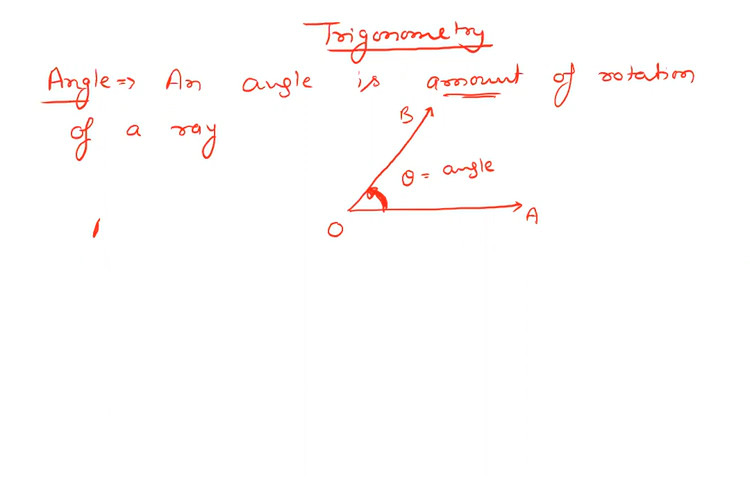 Trigonometry
Angle => An angle is amount of rotation
of a ray
B
θ = angle
A
O